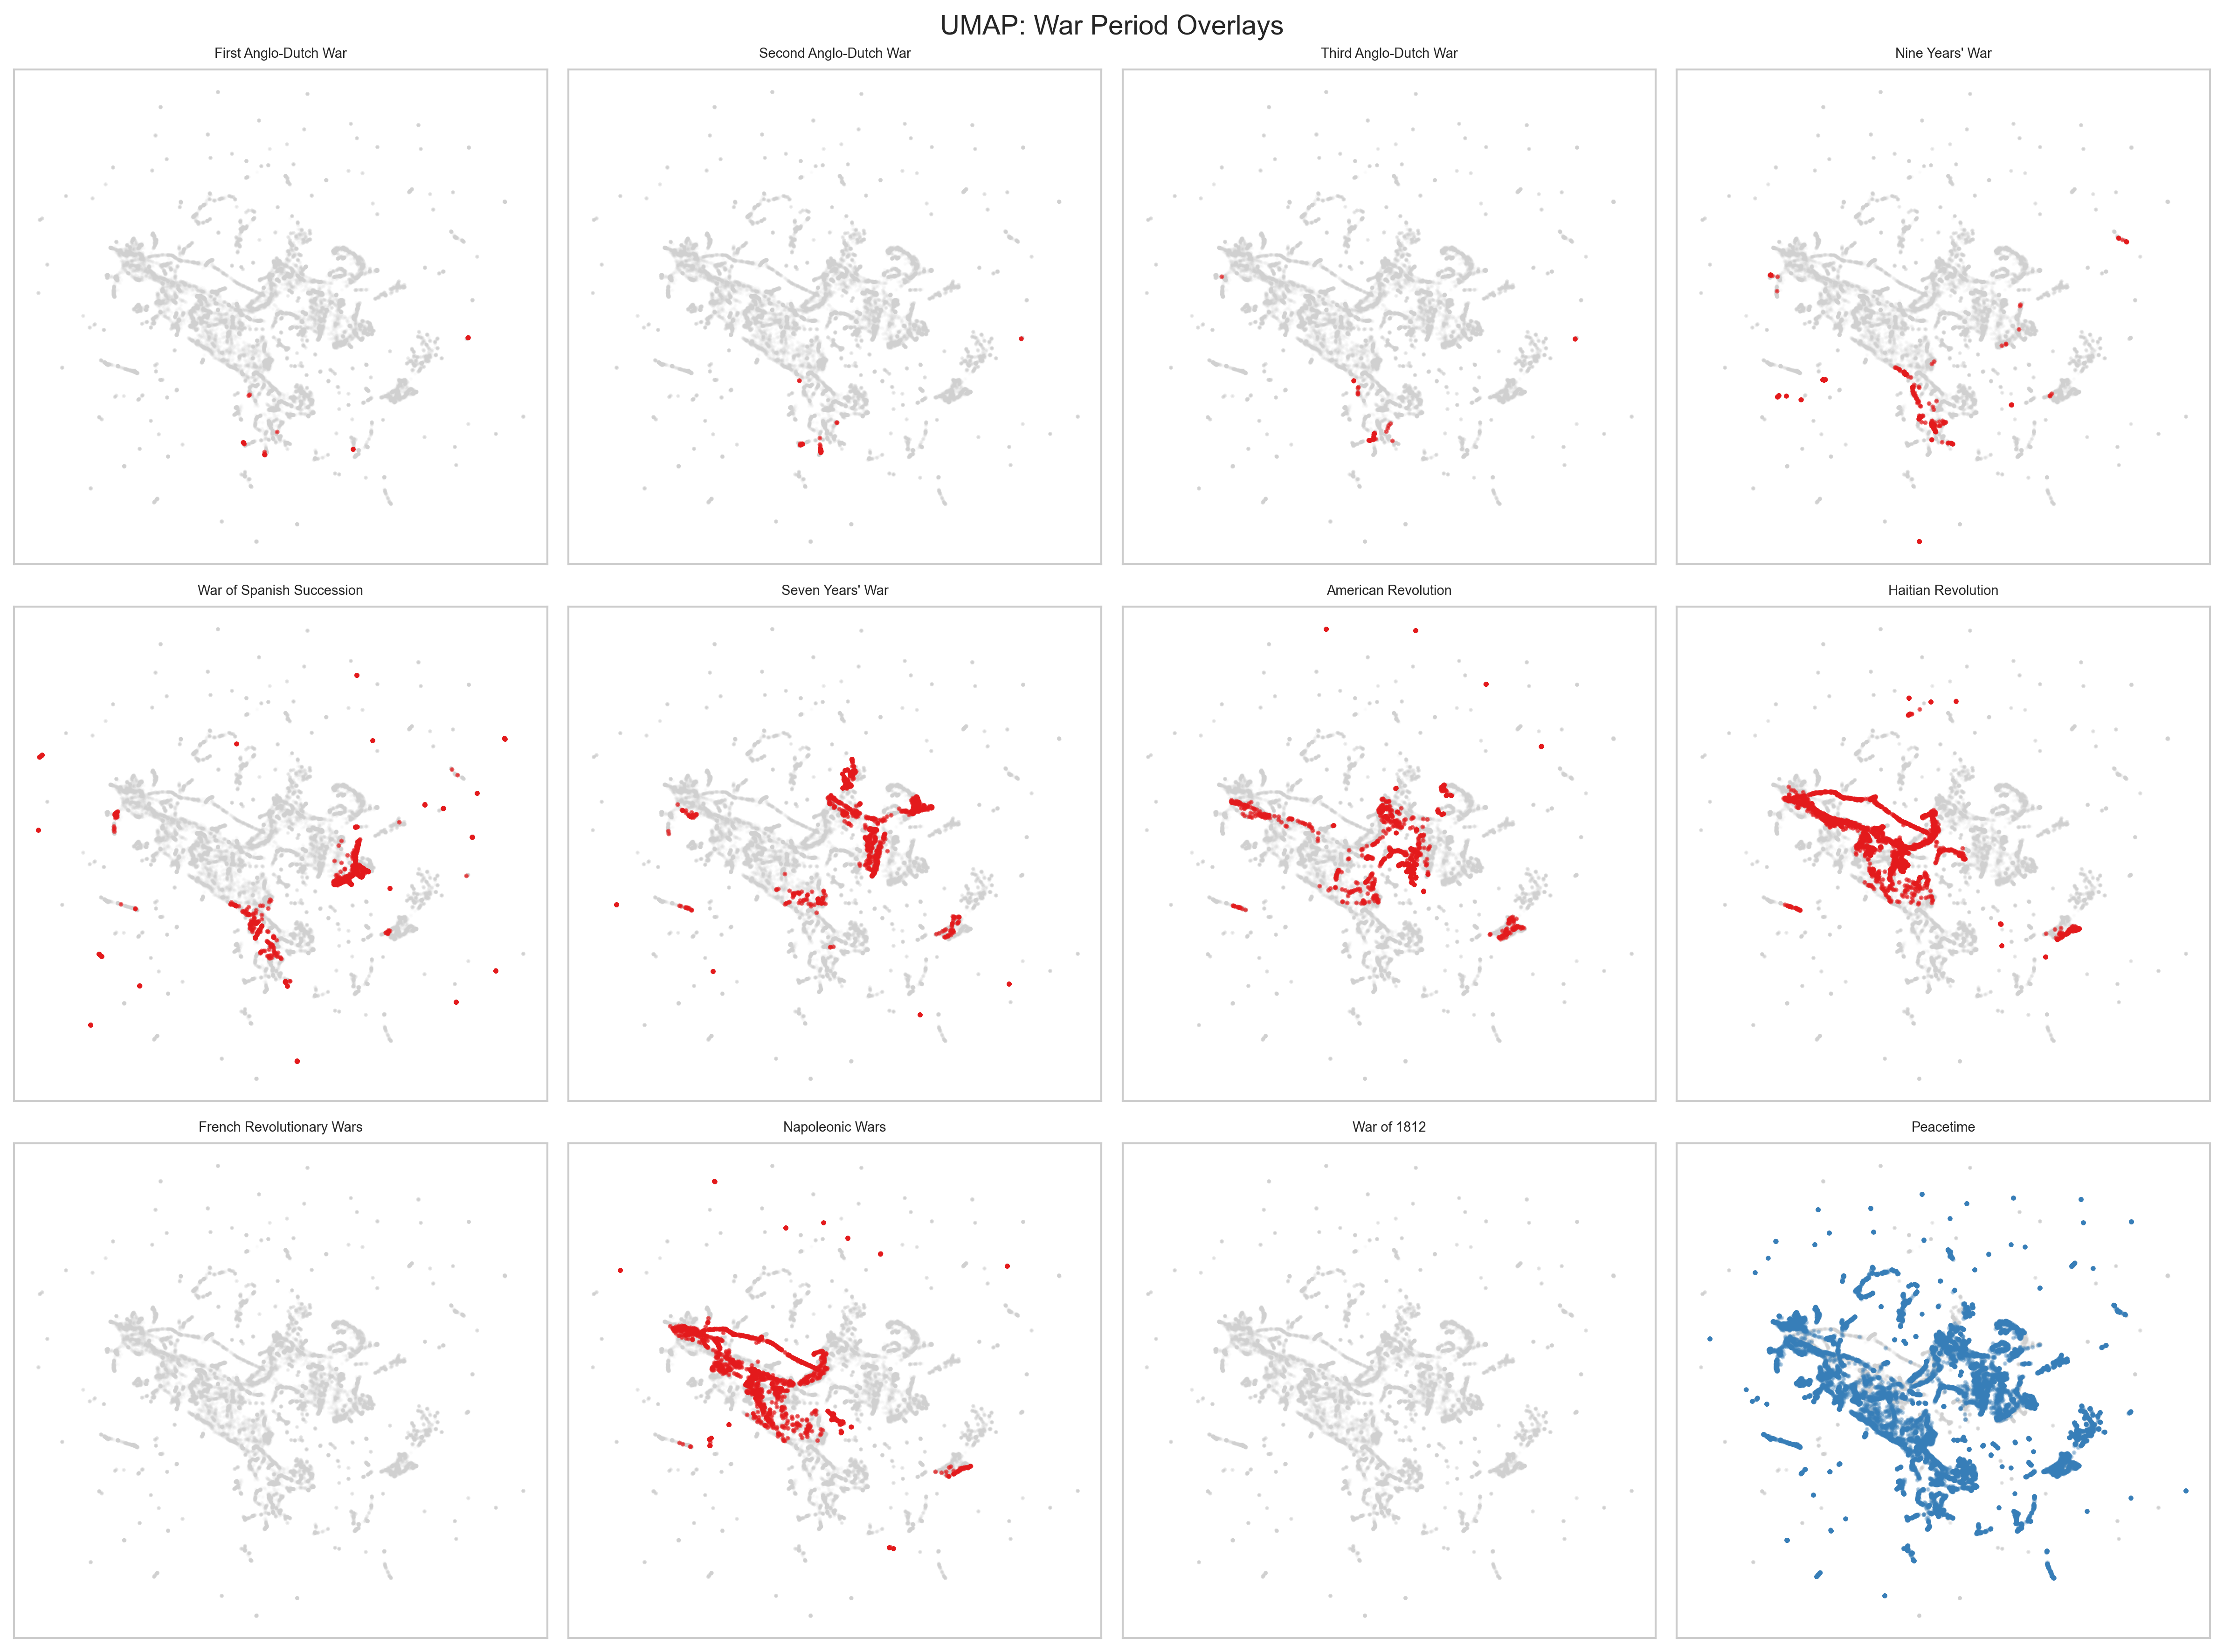 UMAP: War Period Overlays
First Anglo-Dutch War
Second Anglo-Dutch War
Third Anglo-Dutch War
Nine Years' War
War of Spanish Succession
Seven Years' War
American Revolution
Haitian Revolution
French Revolutionary Wars
Napoleonic Wars
War of 1812
Peacetime